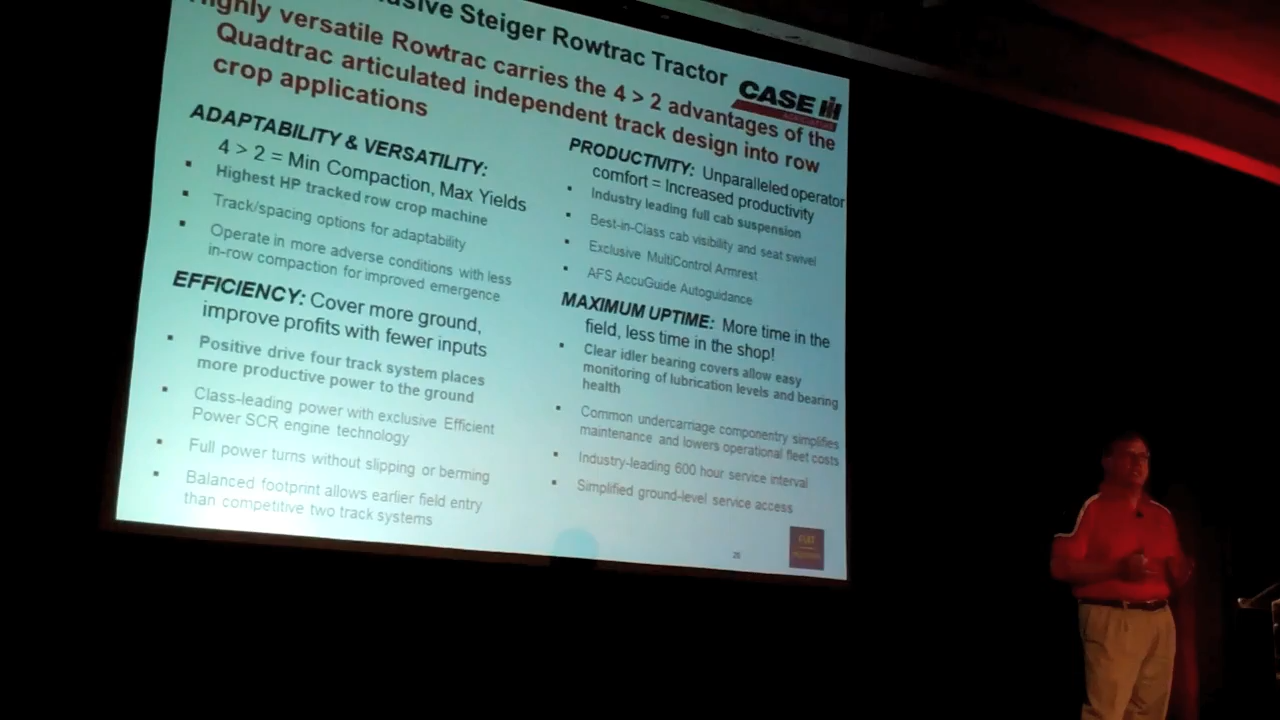 Steiger Rowtrac Tractor
Highly versatile Rowtrac carries the 4 > 2 advantages of the
Quadtrac articulated independent track design into row
crop applications
CASE IH
AGRICULTURE
ADAPTABILITY & VERSATILITY:
4 > 2 = Min Compaction, Max Yields
▪ Highest HP tracked row crop machine
▪ Track/spacing options for adaptability
▪ Operate in more adverse conditions with less
in-row compaction for improved emergence
EFFICIENCY: Cover more ground,
improve profits with fewer inputs
▪ Positive drive four track system places
more productive power to the ground
▪ Class-leading power with exclusive Efficient
Power SCR engine technology
▪ Full power turns without slipping or berming
▪ Balanced footprint allows earlier field entry
than competitive two track systems
PRODUCTIVITY: Unparalleled operator
comfort = Increased productivity
▪ Industry leading full cab suspension
▪ Best-in-Class cab visibility and seat swivel
▪ Exclusive MultiControl Armrest
▪ AFS AccuGuide Autoguidance
MAXIMUM UPTIME: More time in the
field, less time in the shop!
▪ Clear idler bearing covers allow easy
monitoring of lubrication levels and bearing
health
▪ Common undercarriage componentry simplifies
maintenance and lowers operational fleet costs
▪ Industry-leading 600 hour service interval
▪ Simplified ground-level service access